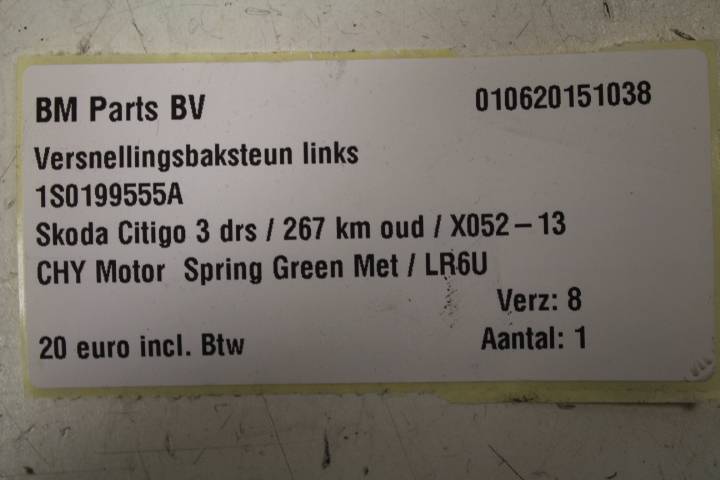 BM Parts BV 010620151038
Versnellingsbaksteun links
1S0199555A
Skoda Citigo 3 drs / 267 km oud / X052-13
CHY Motor Spring Green Met / LR6U
Verz: 8
20 euro incl. Btw Aantal: 1